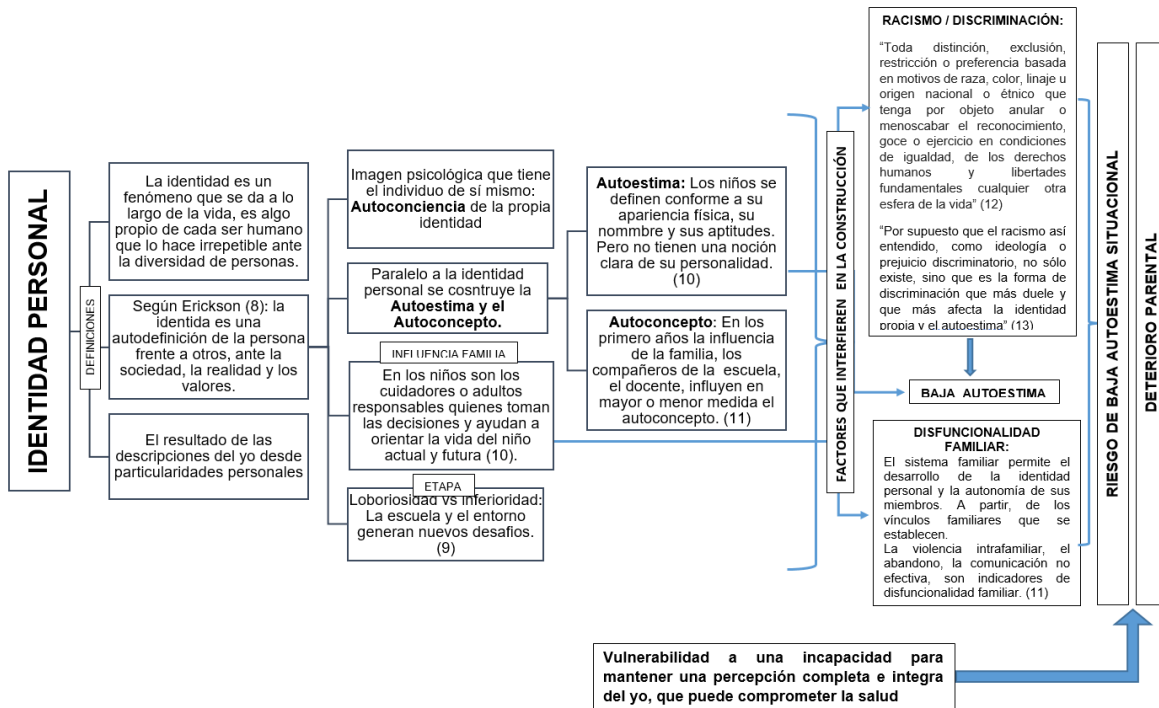 IDENTIDAD PERSONAL
DEFINICIONES
La identidad es un
fenómeno que se da a lo
largo de la vida, es algo
propio de cada ser humano
que lo hace irrepetible ante
la diversidad de personas.
Según Erickson (8): la
identida es una
autodefinición de la persona
frente a otros, ante la
sociedad, la realidad y los
valores.
El resultado de las
descripciones del yo desde
particularidades personales
Imagen psicológica que tiene
el individuo de sí mismo:
Autoconciencia de la propia
identidad
Paralelo a la identidad
personal se costruye la
Autoestima y el
Autoconcepto.
INFLUENCIA FAMILIA
En los niños son los
cuidadores o adultos
responsables quienes toman
las decisiones y ayudan a
orientar la vida del niño
actual y futura (10).
ETAPA
Loboriosidad vs inferioridad:
La escuela y el entorno
generan nuevos desafios.
(9)
Autoestima: Los niños se
definen conforme a su
apariencia física, su
nommbre y sus aptitudes.
Pero no tienen una noción
clara de su personalidad.
(10)
Autoconcepto: En los
primero años la influencia
de la familia, los
compañeros de la escuela,
el docente, influyen en
mayor o menor medida el
autoconcepto. (11)
FACTORES QUE INTERFIEREN EN LA CONSTRUCCIÓN
RACISMO / DISCRIMINACIÓN:
“Toda distinción, exclusión,
restricción o preferencia basada
en motivos de raza, color, linaje u
origen nacional o étnico que
tenga por objeto anular o
menoscabar el reconocimiento,
goce o ejercicio en condiciones
de igualdad, de los derechos
humanos y libertades
fundamentales cualquier otra
esfera de la vida” (12)
“Por supuesto que el racismo así
entendido, como ideología o
prejuicio discriminatorio, no sólo
existe, sino que es la forma de
discriminación que más duele y
que más afecta la identidad
propia y el autoestima” (13)
BAJA AUTOESTIMA
DISFUNCIONALIDAD
FAMILIAR:
El sistema familiar permite el
desarrollo de la identidad
personal y la autonomía de sus
miembros. A partir, de los
vínculos familiares que se
establecen.
La violencia intrafamiliar, el
abandono, la comunicación no
efectiva, son indicadores de
disfuncionalidad familiar. (11)
RIESGO DE BAJA AUTOESTIMA SITUACIONAL
DETERIORO PARENTAL
Vulnerabilidad a una incapacidad para
mantener una percepción completa e integra
del yo, que puede comprometer la salud